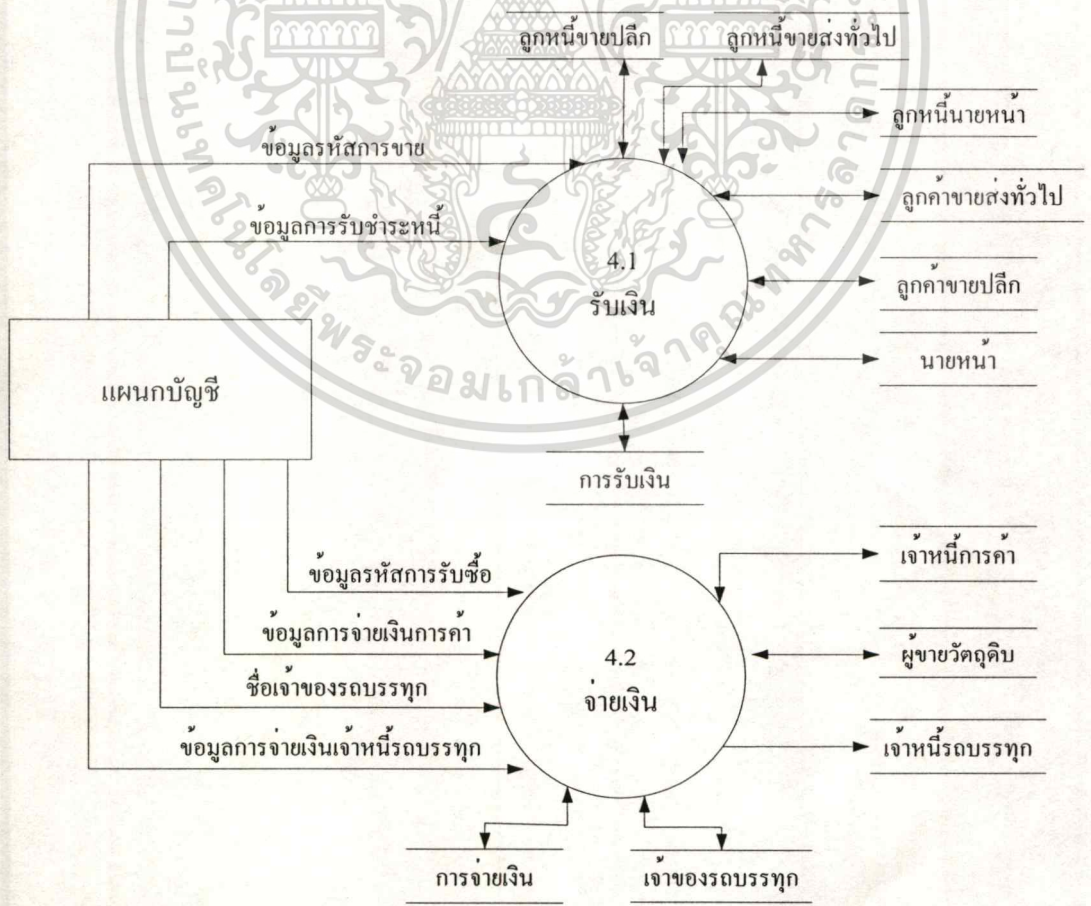 ลูกหนี้ขายปลีก
ลูกหนี้ขายส่งทั่วไป
ลูกหนี้นายหน้า
ข้อมูลรหัสการขาย
ลูกค้าขายส่งทั่วไป
ข้อมูลการรับชำระหนี้
4.1
รับเงิน
ลูกค้าขายปลีก
นายหน้า
แผนกบัญชี
การรับเงิน
เจ้าหนี้การค้า
ข้อมูลรหัสการรับซื้อ
ข้อมูลการจ่ายเงินการค้า
4.2
จ่ายเงิน
ผู้ขายวัตถุดิบ
ชื่อเจ้าของรถบรรทุก
ข้อมูลการจ่ายเงินเจ้าหนี้รถบรรทุก
เจ้าหนี้รถบรรทุก
การจ่ายเงิน
เจ้าของรถบรรทุก